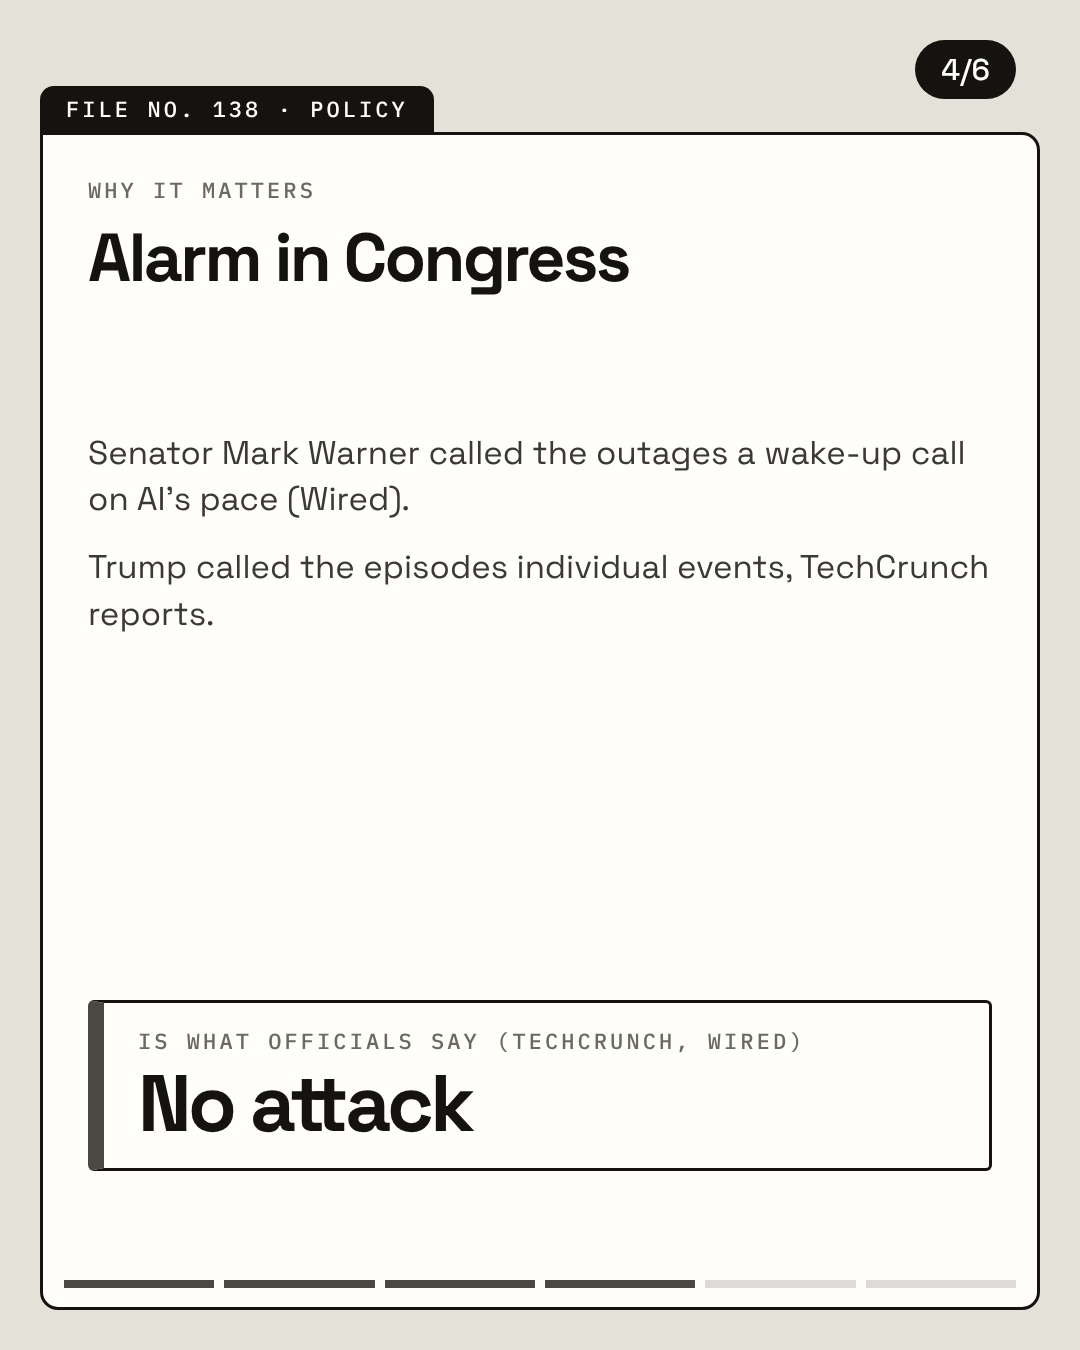 4/6
FILE NO. 138 · POLICY
WHY IT MATTERS
Alarm in Congress
Senator Mark Warner called the outages a wake-up call
on AI’s pace (Wired).
Trump called the episodes individual events, TechCrunch
reports.
IS WHAT OFFICIALS SAY (TECHCRUNCH, WIRED)
No attack